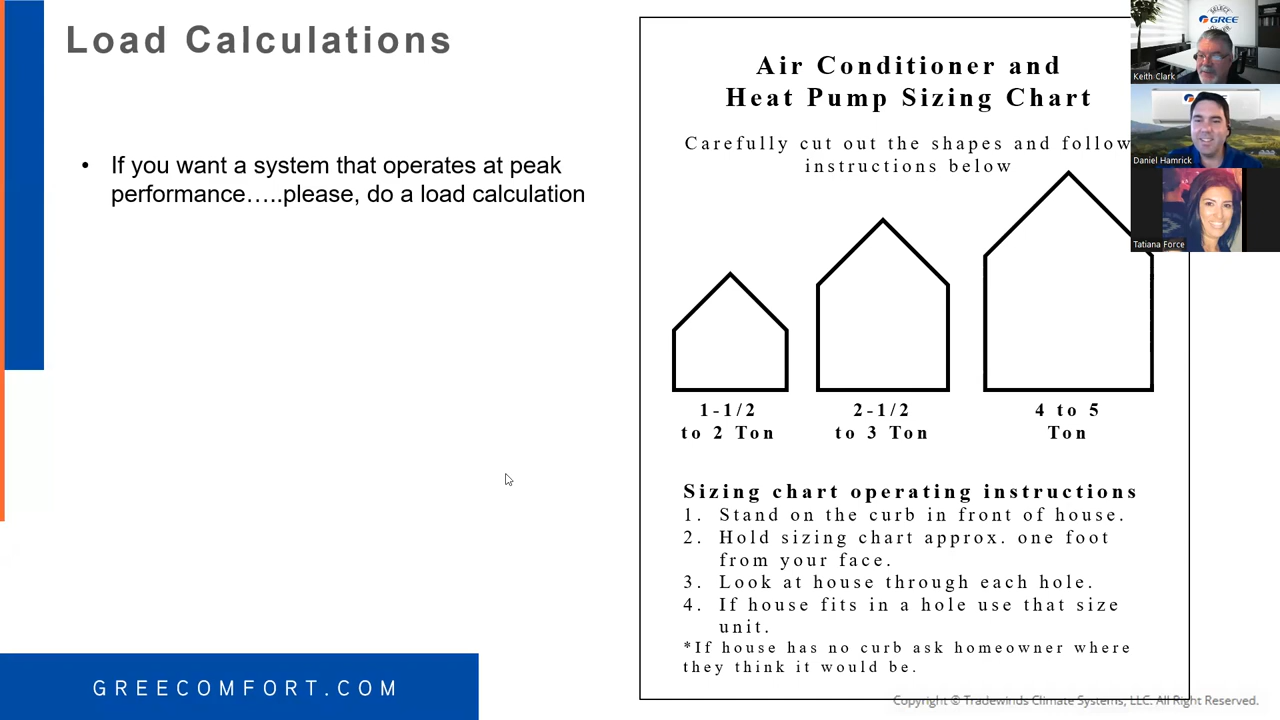 Load Calculations
• If you want a system that operates at peak
performance…..please, do a load calculation
Air Conditioner and
Heat Pump Sizing Chart
Carefully cut out the shapes and follow
instructions below
1-1/2
to 2 Ton
2-1/2
to 3 Ton
4 to 5
Ton
Sizing chart operating instructions
1. Stand on the curb in front of house.
2. Hold sizing chart approx. one foot
from your face.
3. Look at house through each hole.
4. If house fits in a hole use that size
unit.
*If house has no curb ask homeowner where
they think it would be.
GREECOMFORT.COM
Copyright © Tradewinds Climate Systems, LLC. All Right Reserved.
SELECT
GREE
Keith Clark
Daniel Hamrick
Tatiana Force